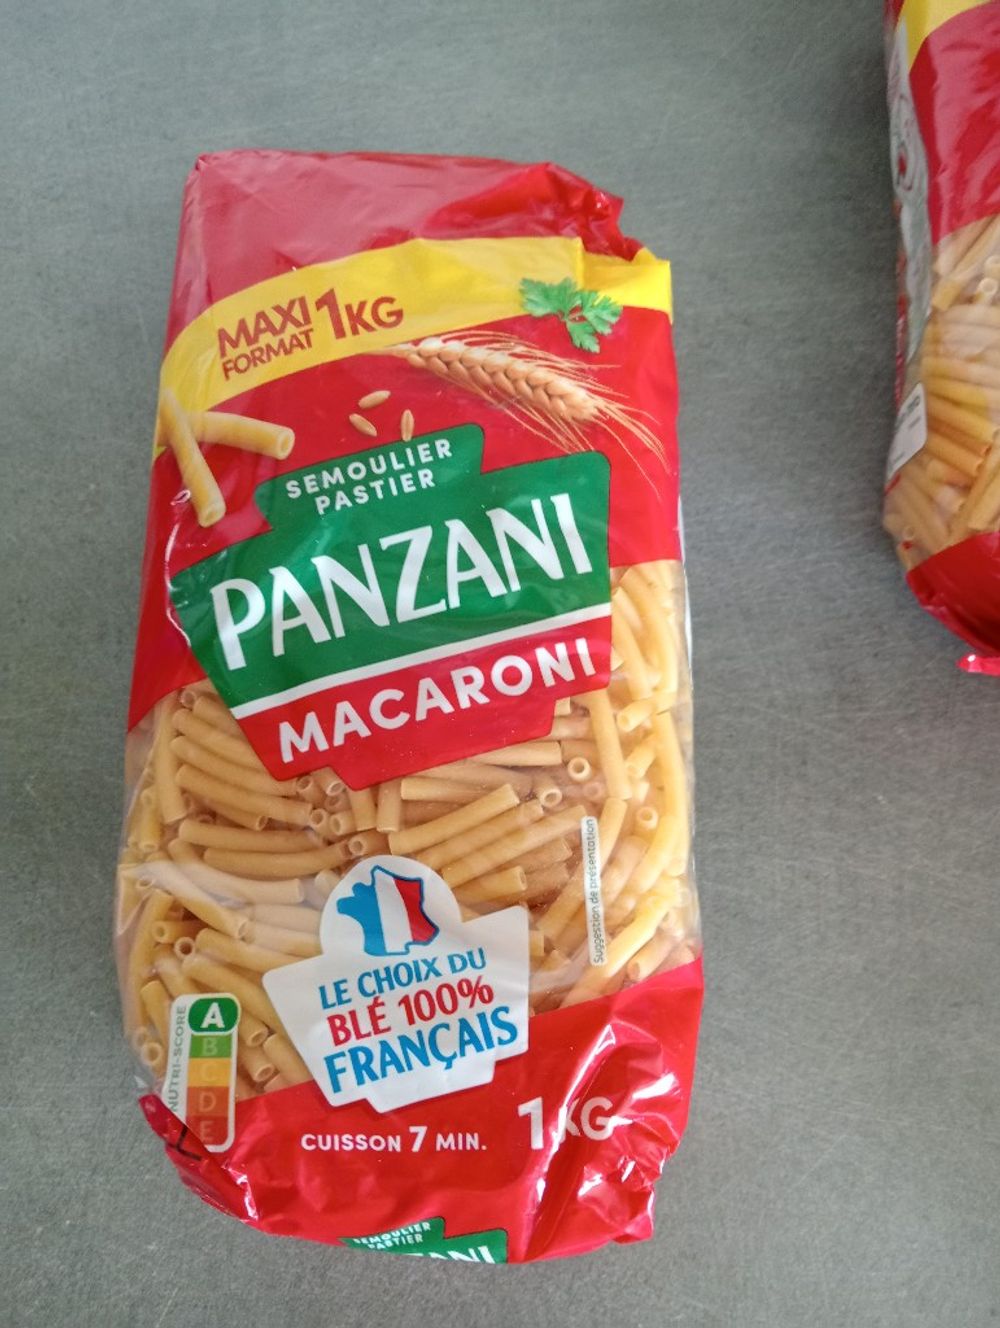 MAXI
FORMAT
1KG
SEMOULIER
PASTIER
PANZANI
MACARONI
Suggestion de présentation
LE CHOIX DU
BLÉ 100%
FRANÇAIS
NUTRI-SCORE
A
B
C
D
E
CUISSON 7 MIN.
1KG
SEMOULIER
PASTIER
ZANI